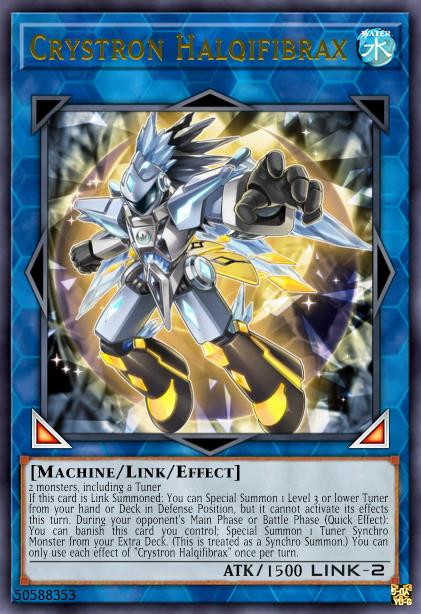 Crystron Halqifibrax
WATER
水
[Machine/Link/Effect]
2 monsters, including a Tuner
If this card is Link Summoned: You can Special Summon 1 Level 3 or lower Tuner
from your hand or Deck in Defense Position, but it cannot activate its effects
this turn. During your opponent's Main Phase or Battle Phase (Quick Effect):
You can banish this card you control; Special Summon 1 Tuner Synchro
Monster from your Extra Deck. (This is treated as a Synchro Summon.) You can
only use each effect of "Crystron Halqifibrax" once per turn.
ATK/1500 LINK-2
50588353